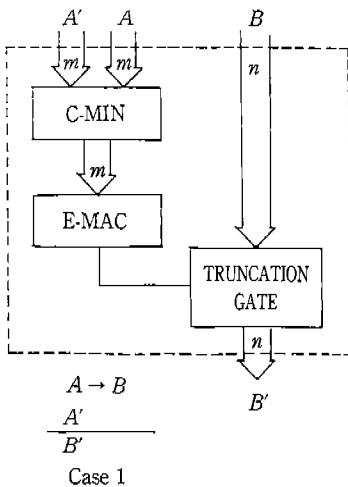 A' A B
m m n
C-MIN
m
E-MAC
TRUNCATION
GATE
n
B'
A → B
A'
B'
Case 1